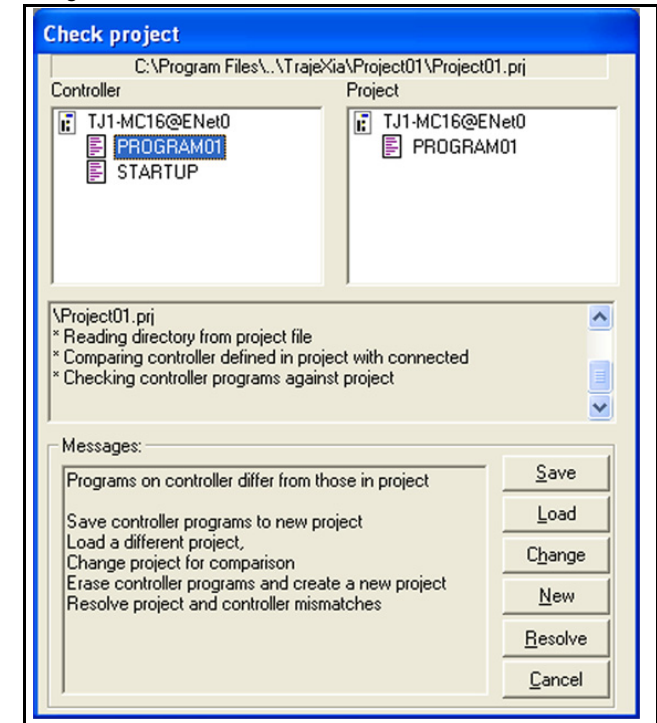 Check project
C:\Program Files\..\TrajeXia\Project01\Project01.prj
Controller
Project
TJ1-MC16@ENet0
PROGRAM01
STARTUP
TJ1-MC16@ENet0
PROGRAM01
\Project01.prj
* Reading directory from project file
* Comparing controller defined in project with connected
* Checking controller programs against project
Messages:
Programs on controller differ from those in project
Save controller programs to new project
Load a different project,
Change project for comparison
Erase controller programs and create a new project
Resolve project and controller mismatches
Save
Load
Change
New
Resolve
Cancel